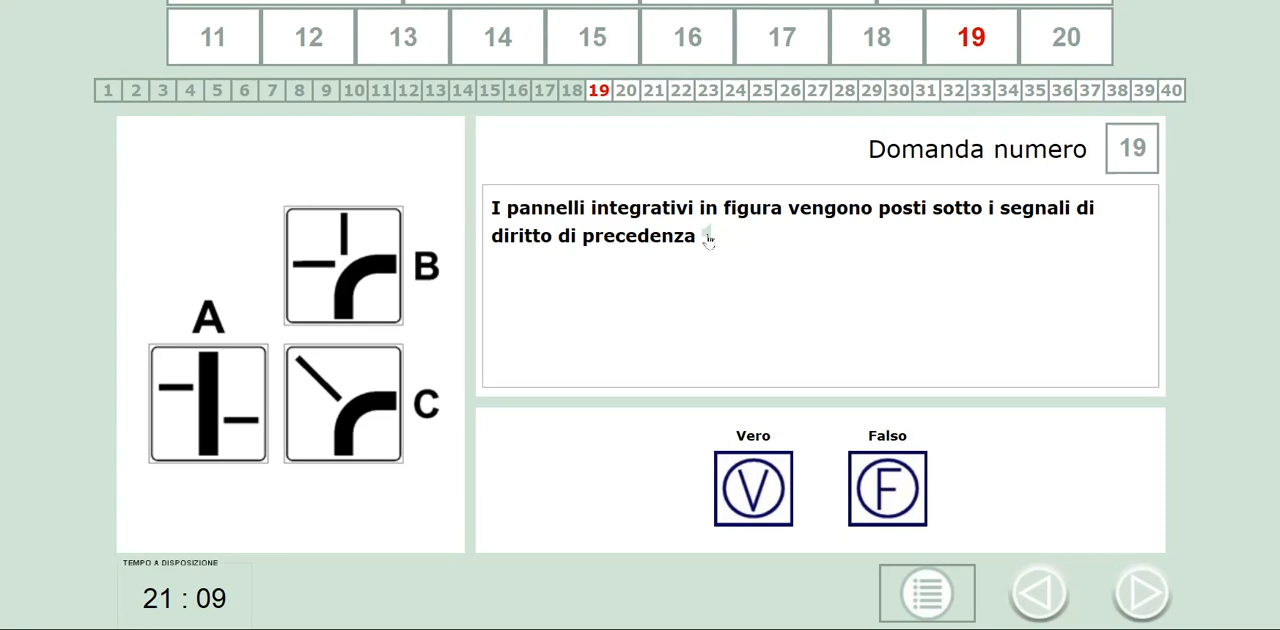 11 12 13 14 15 16 17 18 19 20
1 2 3 4 5 6 7 8 9 10 11 12 13 14 15 16 17 18 19 20 21 22 23 24 25 26 27 28 29 30 31 32 33 34 35 36 37 38 39 40
Domanda numero 19
I pannelli integrativi in figura vengono posti sotto i segnali di
diritto di precedenza
B
A
C
Vero Falso
V F
TEMPO A DISPOSIZIONE
21 : 09